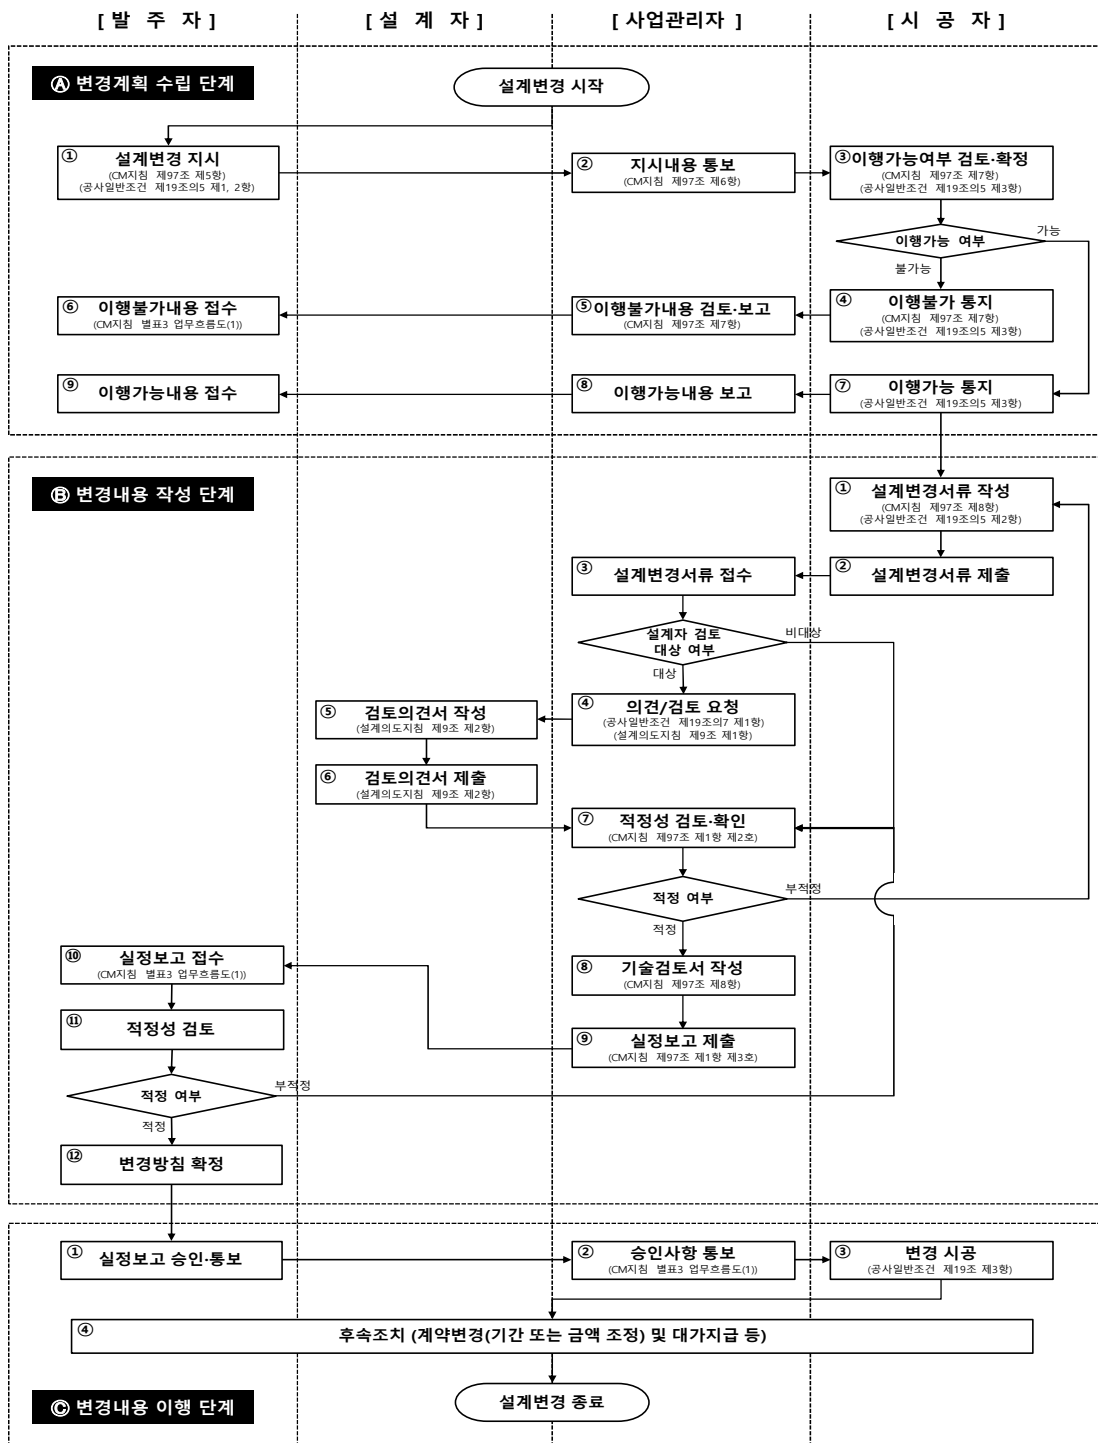 [ 발 주 자 ]
[ 설 계 자 ]
[ 사업관리자 ]
[ 시 공 자 ]
Ⓐ 변경계획 수립 단계
설계변경 시작
① 설계변경 지시
(CM지침 제97조 제5항)
(공사일반조건 제19조의5 제1, 2항)
② 지시내용 통보
(CM지침 제97조 제6항)
③ 이행가능여부 검토·확정
(CM지침 제97조 제7항)
(공사일반조건 제19조의5 제3항)
이행가능 여부
가능
불가능
⑥ 이행불가내용 접수
(CM지침 별표3 업무흐름도(1))
⑤ 이행불가내용 검토·보고
(CM지침 제97조 제7항)
④ 이행불가 통지
(CM지침 제97조 제7항)
(공사일반조건 제19조의5 제3항)
⑨ 이행가능내용 접수
⑧ 이행가능내용 보고
⑦ 이행가능 통지
(공사일반조건 제19조의5 제3항)
Ⓑ 변경내용 작성 단계
① 설계변경서류 작성
(CM지침 제97조 제8항)
(공사일반조건 제19조의5 제2항)
③ 설계변경서류 접수
② 설계변경서류 제출
설계자 검토
대상 여부
비대상
대상
⑤ 검토의견서 작성
(설계의도지침 제9조 제2항)
④ 의견/검토 요청
(공사일반조건 제19조의7 제1항)
(설계의도지침 제9조 제1항)
⑥ 검토의견서 제출
(설계의도지침 제9조 제2항)
⑦ 적정성 검토·확인
(CM지침 제97조 제1항 제2호)
적정 여부
부적정
적정
⑩ 실정보고 접수
(CM지침 별표3 업무흐름도(1))
⑧ 기술검토서 작성
(CM지침 제97조 제8항)
⑪ 적정성 검토
⑨ 실정보고 제출
(CM지침 제97조 제1항 제3호)
적정 여부
부적정
적정
⑫ 변경방침 확정
① 실정보고 승인·통보
② 승인사항 통보
(CM지침 별표3 업무흐름도(1))
③ 변경 시공
(공사일반조건 제19조 제3항)
④ 후속조치 (계약변경(기간 또는 금액 조정) 및 대가지급 등)
설계변경 종료
Ⓒ 변경내용 이행 단계